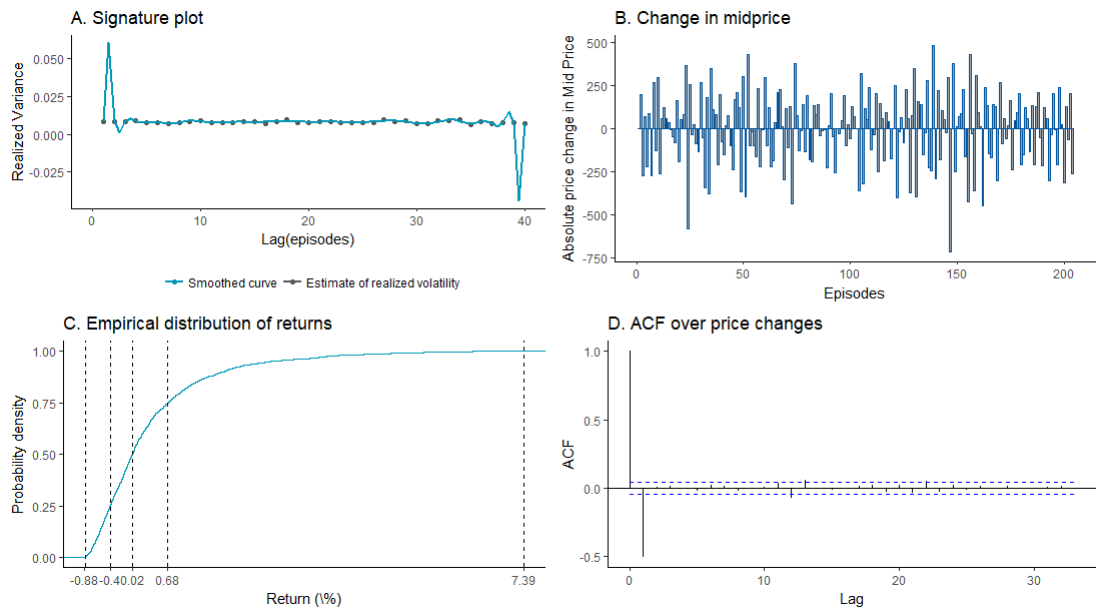 A. Signature plot
Realized Variance
0.050
0.025
0.000
-0.025
0
10
20
30
40
Lag(episodes)
Smoothed curve
Estimate of realized volatility
B. Change in midprice
Absolute price change in Mid Price
500
250
0
-250
-500
-750
0
50
100
150
200
Episodes
C. Empirical distribution of returns
Probability density
1.00
0.75
0.50
0.25
0.00
-0.88
-0.40
0.02
0.68
7.39
Return (\%)
D. ACF over price changes
ACF
1.0
0.5
0.0
-0.5
0
10
20
30
Lag